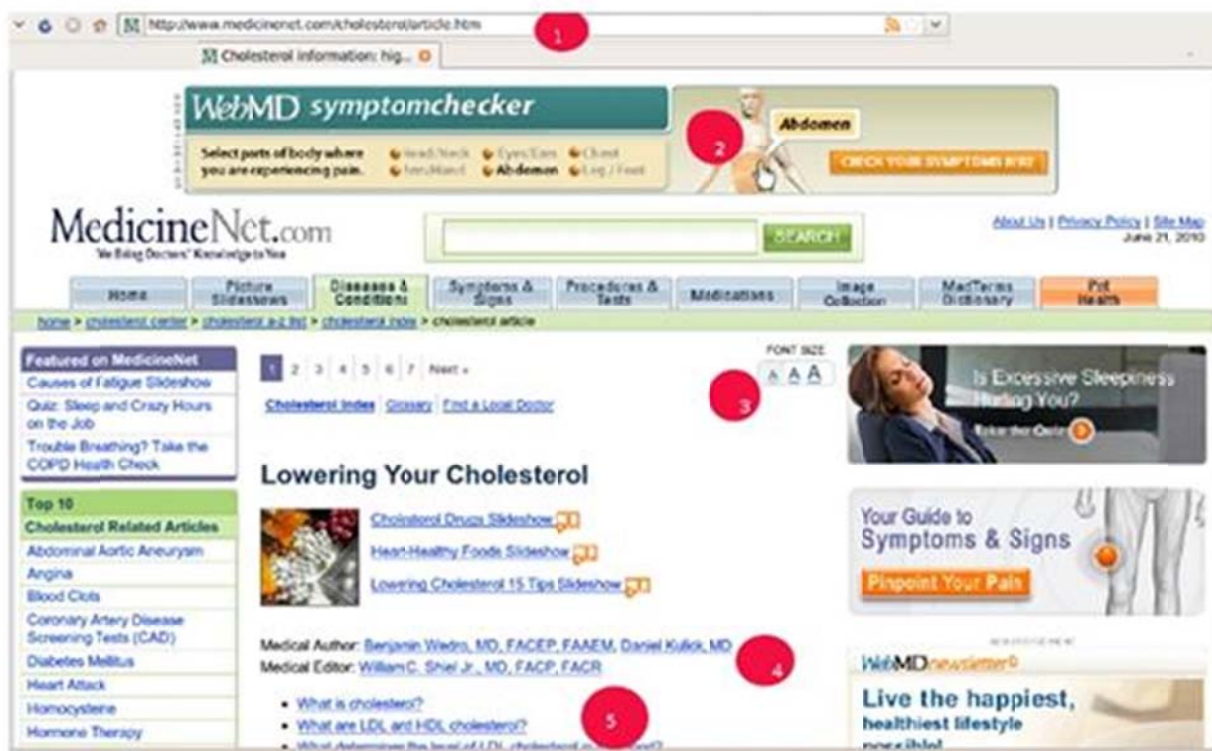 http://www.medicinenet.com/cholesterol/article.htm
1
Cholesterol information: hig...
WebMD symptomchecker
Select parts of body where
you are experiencing pain.
Head/Neck
Eyes/Ears
Chest
Arm/Hand
Abdomen
Leg / Foot
2
Abdomen
CHECK YOUR SYMPTOMS NOW
MedicineNet.com
We Bring Doctors' Knowledge to You
SEARCH
About Us | Privacy Policy | Site Map
June 21, 2010
Home
Picture
Slideshows
Diseases &
Conditions
Symptoms &
Signs
Procedures &
Tests
Medications
Image
Collection
MedTerms
Dictionary
Pet
Health
home > cholesterol center > cholesterol a-z list > cholesterol index > cholesterol article
Featured on MedicineNet
Causes of Fatigue Slideshow
Quiz: Sleep and Crazy Hours
on the Job
Trouble Breathing? Take the
COPD Health Check
Top 10
Cholesterol Related Articles
Abdominal Aortic Aneurysm
Angina
Blood Clots
Coronary Artery Disease
Screening Tests (CAD)
Diabetes Mellitus
Heart Attack
Homocysteine
Hormone Therapy
1 2 3 4 5 6 7 Next »
Cholesterol Index | Glossary | Find a Local Doctor
FONT SIZE
A A A
3
Lowering Your Cholesterol
Cholesterol Drugs Slideshow
Heart-Healthy Foods Slideshow
Lowering Cholesterol 15 Tips Slideshow
Medical Author: Benjamin Wedro, MD, FACEP, FAAEM, Daniel Kulick, MD
Medical Editor: William C. Shiel Jr., MD, FACP, FACR
4
What is cholesterol?
What are LDL and HDL cholesterol?
5
What determines the level of LDL cholesterol in
Is Excessive Sleepiness
Hurting You?
Take the Quiz
Your Guide to
Symptoms & Signs
Pinpoint Your Pain
WebMD newsletter
Live the happiest,
healthiest lifestyle
possible!